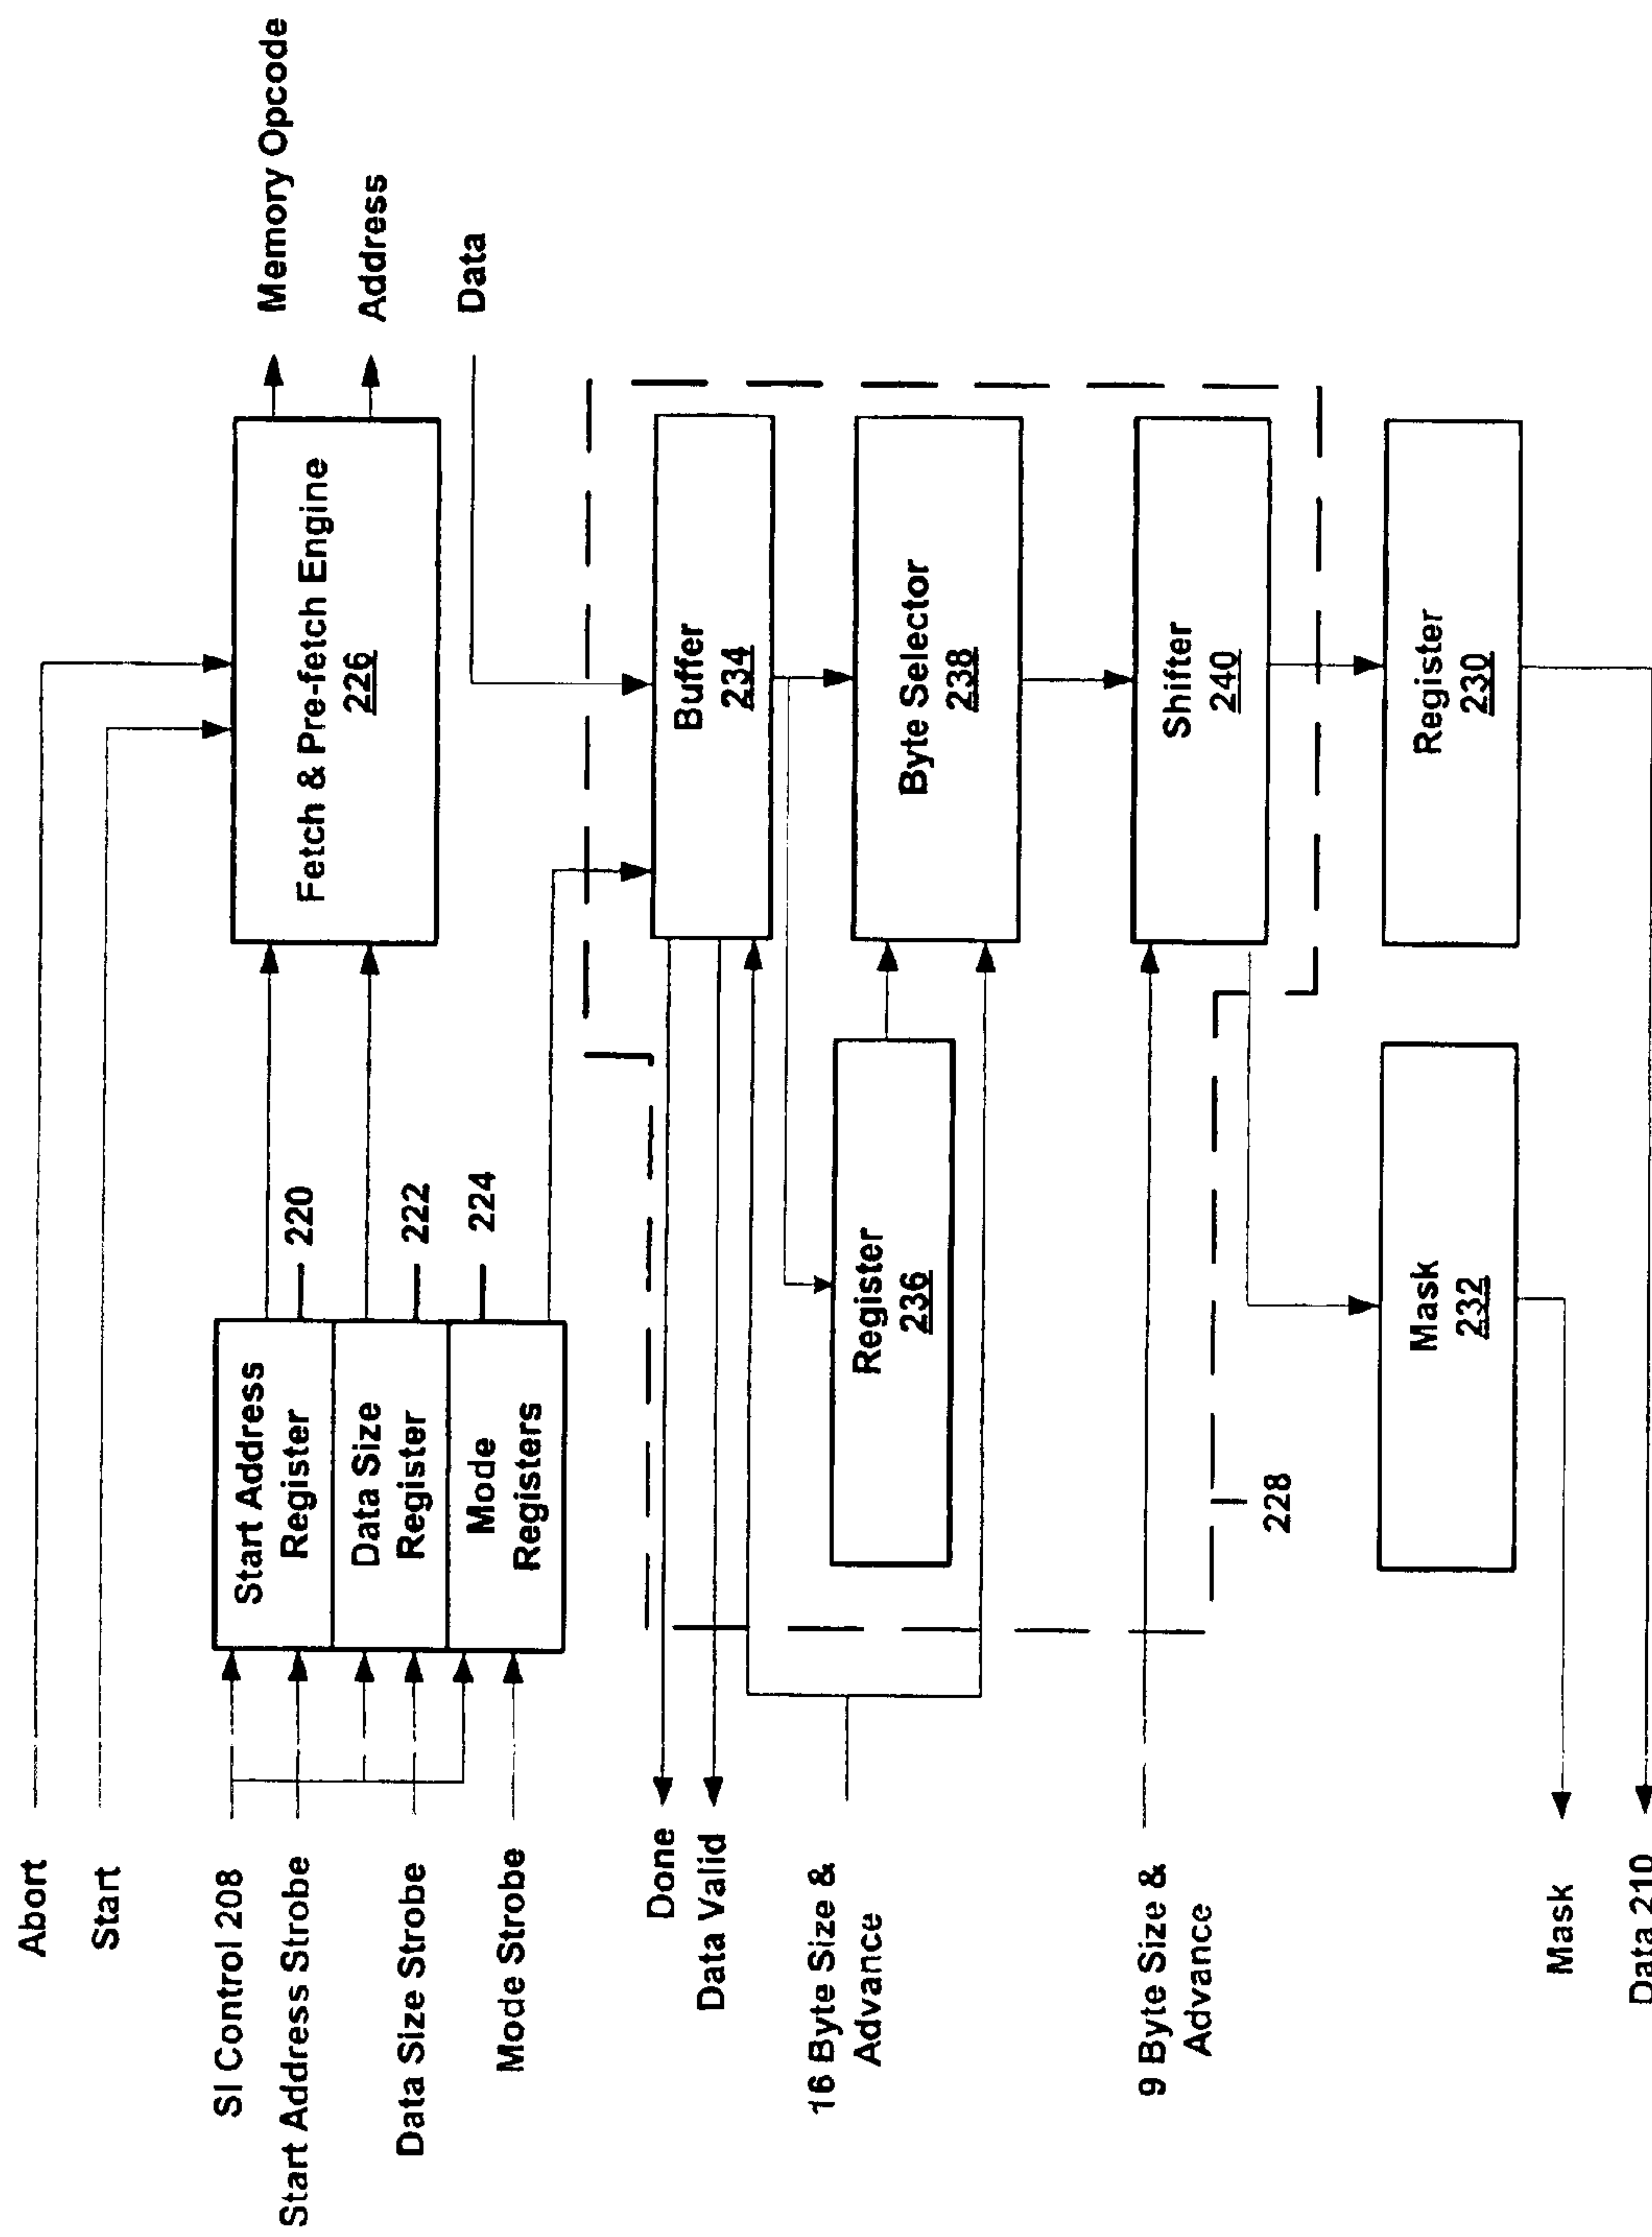 Abort
Start
SI Control 208
Start Address Strobe
Data Size Strobe
Mode Strobe
Start Address
Register
220
Data Size
Register
222
Mode
Registers
224
Fetch & Pre-fetch Engine
226
Memory Opcode
Address
Data
Done
Data Valid
16 Byte Size &
Advance
9 Byte Size &
Advance
Buffer
234
Register
236
Byte Selector
238
Shifter
240
228
Mask
232
Register
230
Mask
Data 210